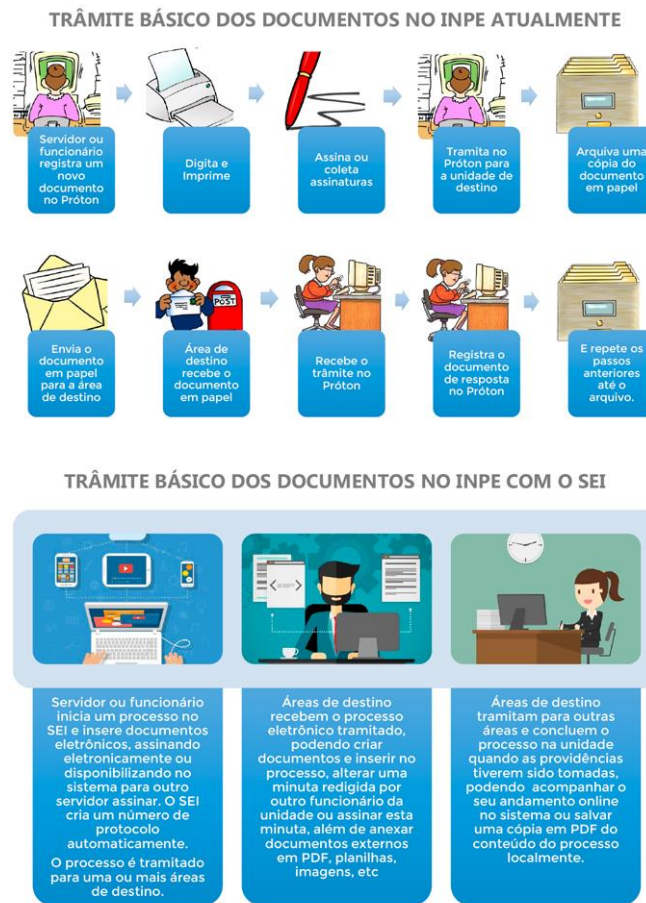 TRÂMITE BÁSICO DOS DOCUMENTOS NO INPE ATUALMENTE
Servidor ou
funcionário
registra um
novo
documento
no Próton
Digita e
Imprime
Assina ou
coleta
assinaturas
Tramita no
Próton para
a unidade de
destino
Arquiva uma
cópia do
documento
em papel
Envia o
documento
em papel
para a área
de destino
POST
Área de
destino
recebe o
documento
em papel
Recebe o
trâmite no
Próton
Registra o
documento
de resposta
no Próton
E repete os
passos
anteriores
até o
arquivo.
TRÂMITE BÁSICO DOS DOCUMENTOS NO INPE COM O SEI
Servidor ou funcionário
inicia um processo no
SEI e insere documentos
eletrônicos, assinando
eletronicamente ou
disponibilizando no
sistema para outro
servidor assinar. O SEI
cria um número de
protocolo
automaticamente.
O processo é tramitado
para uma ou mais áreas
de destino.
Áreas de destino
recebem o processo
eletrônico tramitado,
podendo criar
documentos e inserir no
processo, alterar uma
minuta redigida por
outro funcionário da
unidade ou assinar esta
minuta, além de anexar
documentos externos
em PDF, planilhas,
imagens, etc
Áreas de destino
tramitam para outras
áreas e concluem o
processo na unidade
quando as providências
tiverem sido tomadas,
podendo acompanhar o
seu andamento online
no sistema ou salvar
uma cópia em PDF do
conteúdo do processo
localmente.